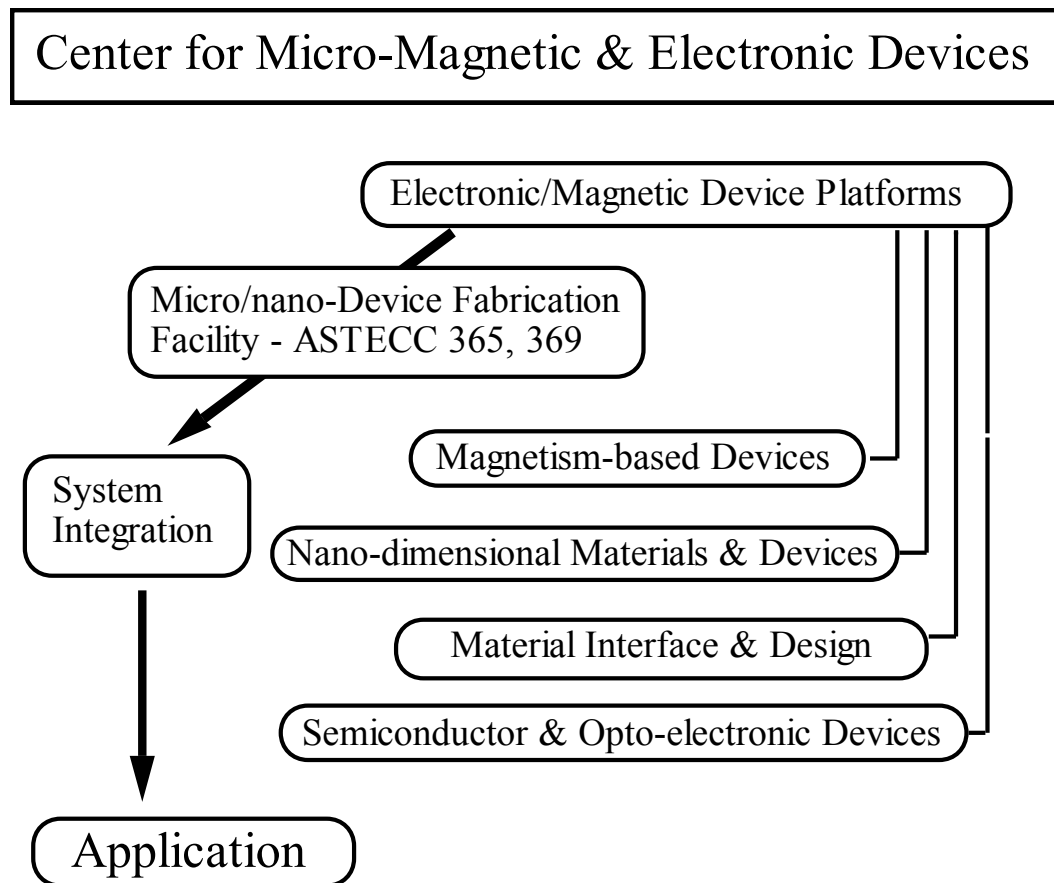 Center for Micro-Magnetic & Electronic Devices
Electronic/Magnetic Device Platforms
Micro/nano-Device Fabrication
Facility - ASTECC 365, 369
Magnetism-based Devices
System
Integration
Nano-dimensional Materials & Devices
Material Interface & Design
Semiconductor & Opto-electronic Devices
Application